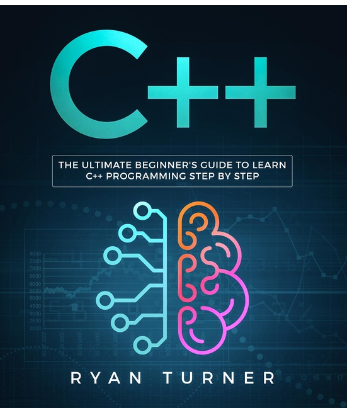 C++
THE ULTIMATE BEGINNER'S GUIDE TO LEARN
C++ PROGRAMMING STEP BY STEP
RYAN TURNER